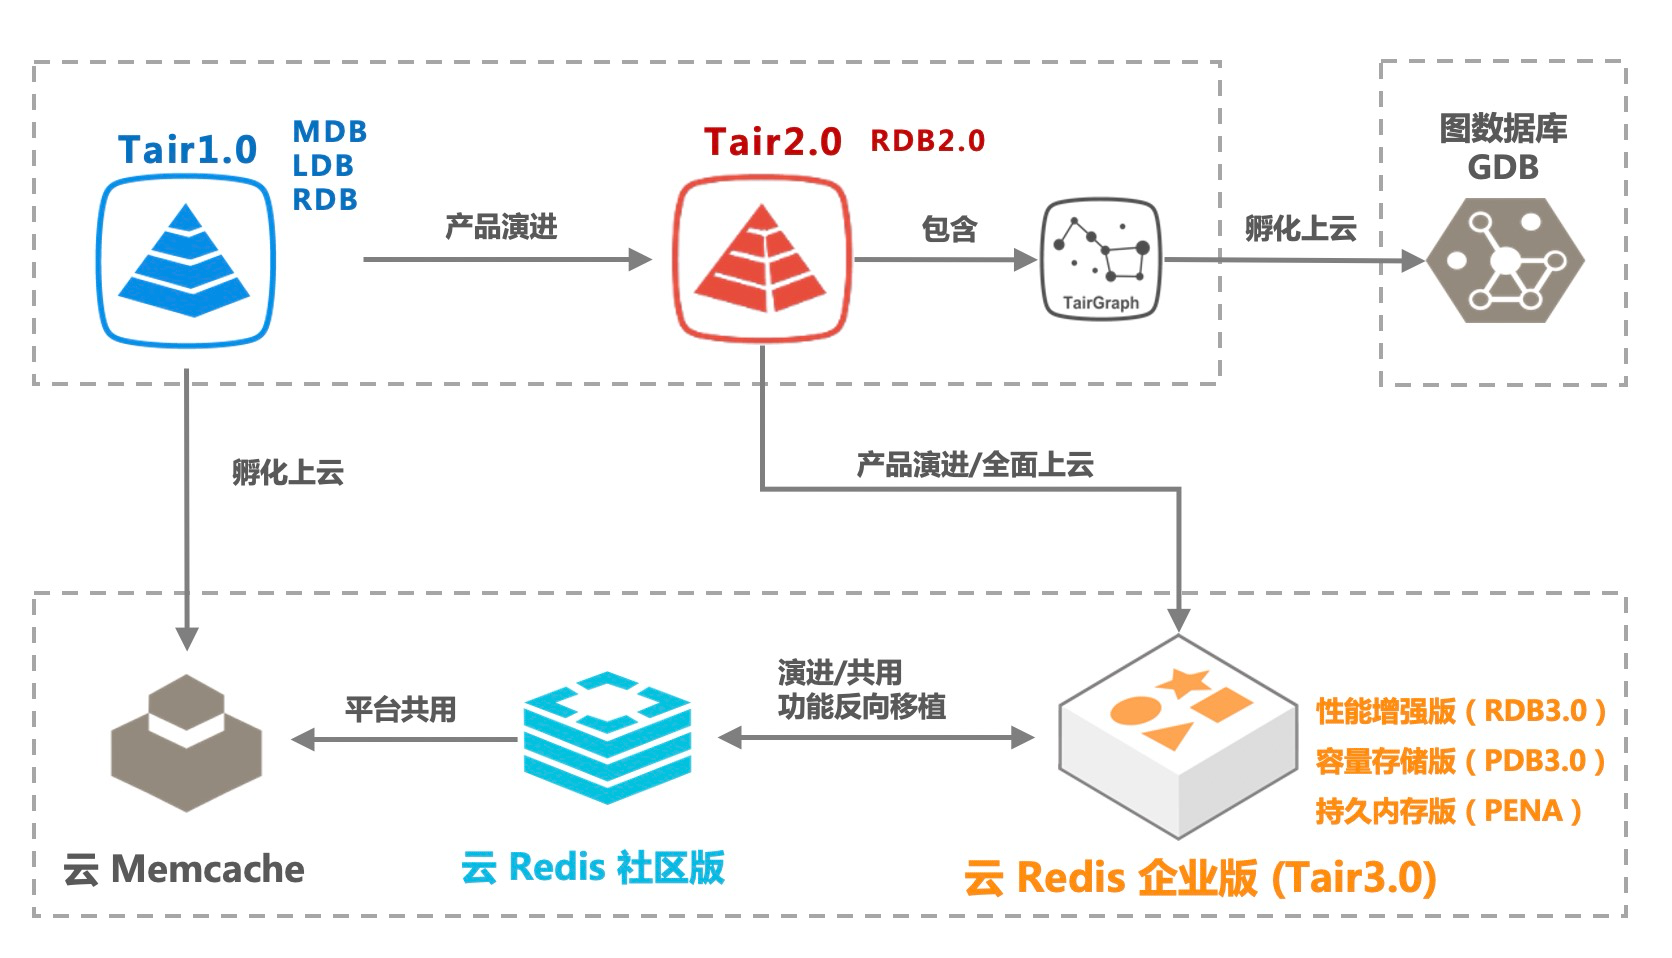 Tair1.0
MDB
LDB
RDB
产品演进
Tair2.0
RDB2.0
包含
TairGraph
孵化上云
图数据库
GDB
孵化上云
产品演进/全面上云
平台共用
演进/共用
功能反向移植
性能增强版（RDB3.0）
容量存储版（PDB3.0）
持久内存版（PENA）
云 Memcache
云 Redis 社区版
云 Redis 企业版 (Tair3.0)